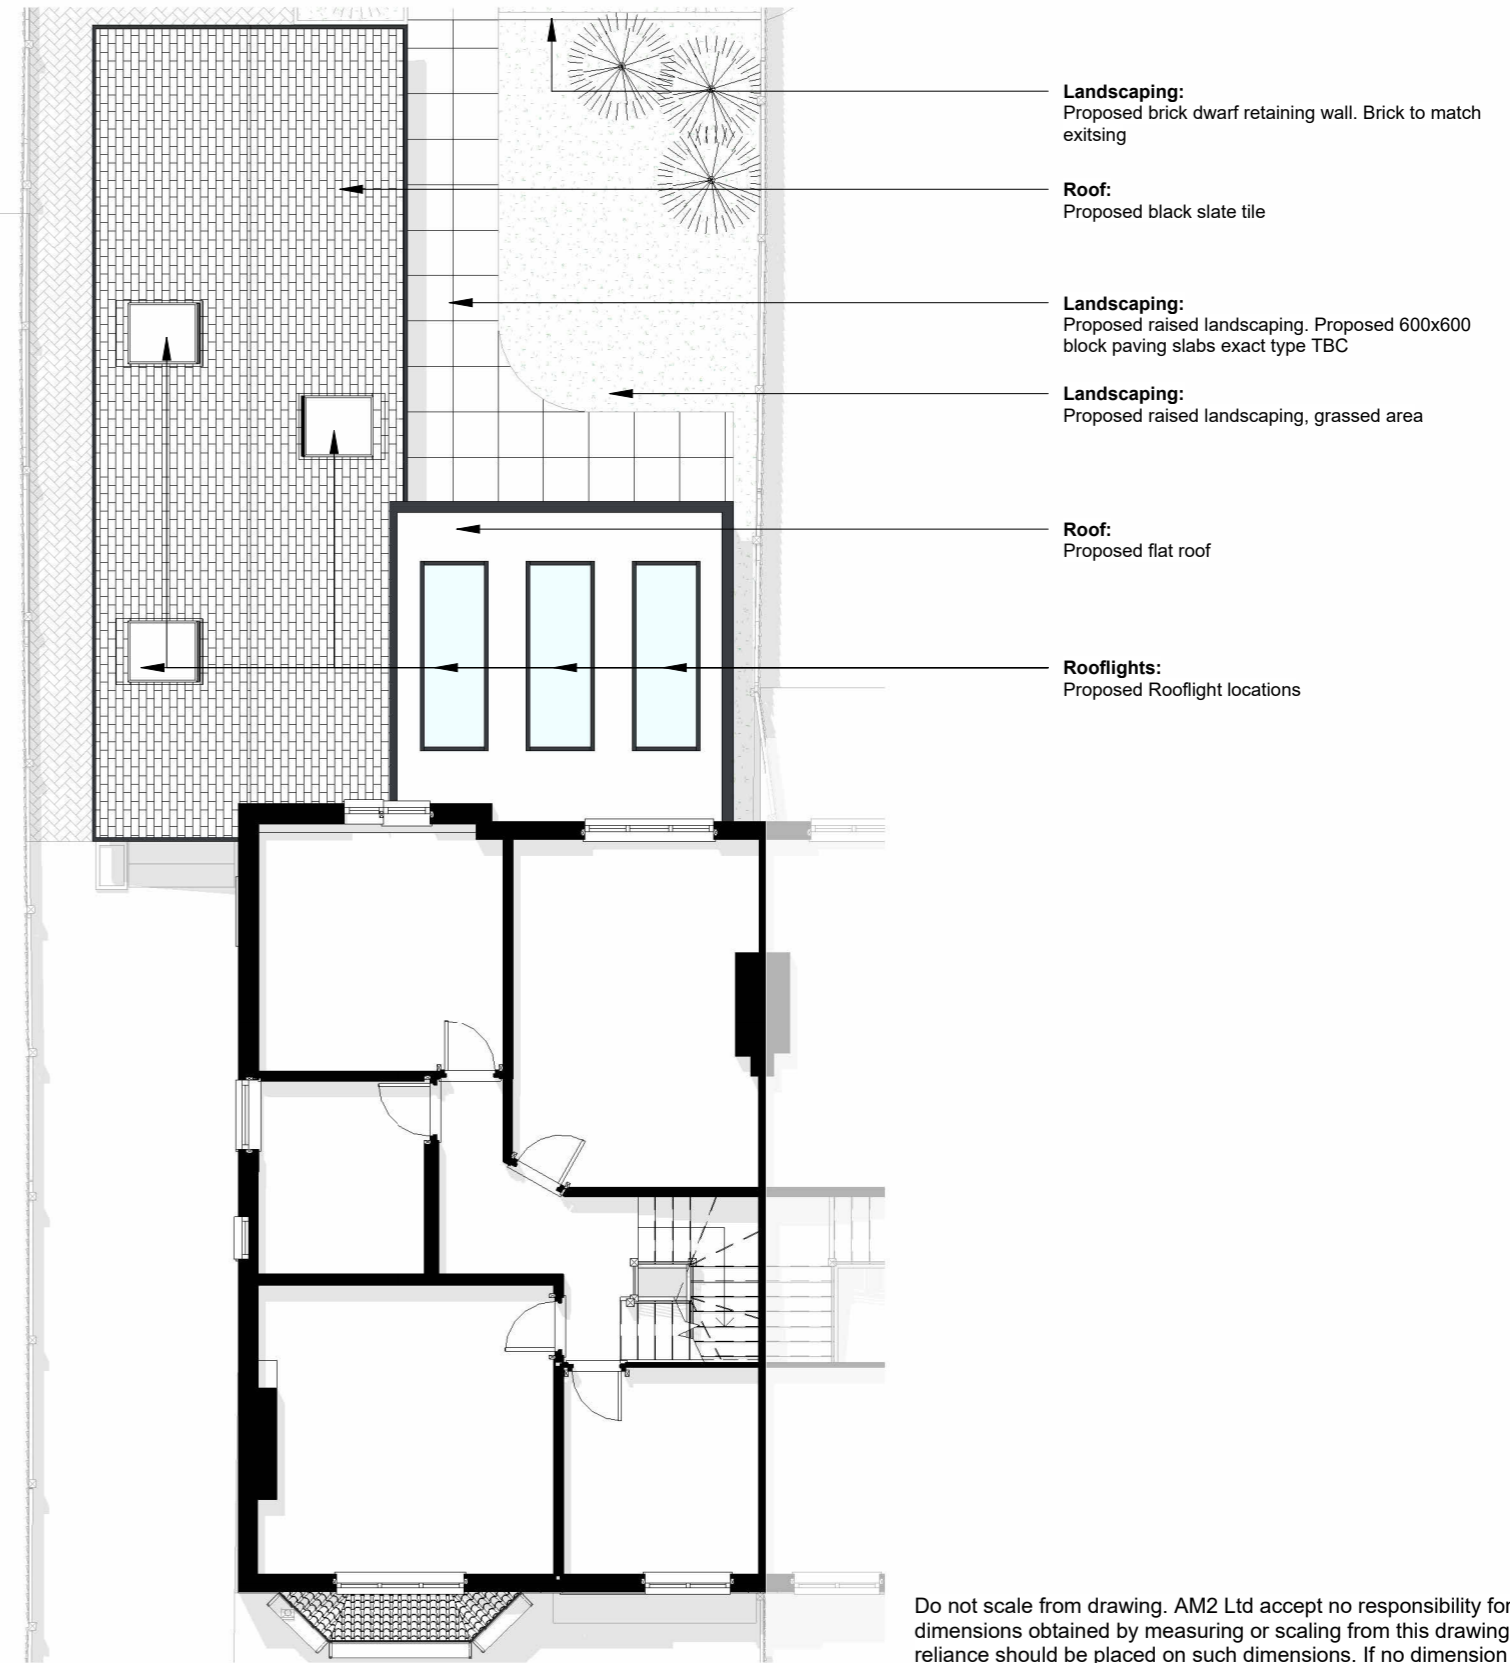 Landscaping:
Proposed brick dwarf retaining wall. Brick to match
exitsing
Roof:
Proposed black slate tile
Landscaping:
Proposed raised landscaping. Proposed 600x600
block paving slabs exact type TBC
Landscaping:
Proposed raised landscaping, grassed area
Roof:
Proposed flat roof
Rooflights:
Proposed Rooflight locations
Do not scale from drawing. AM2 Ltd accept no responsibility for
dimensions obtained by measuring or scaling from this drawing
reliance should be placed on such dimensions. If no dimension